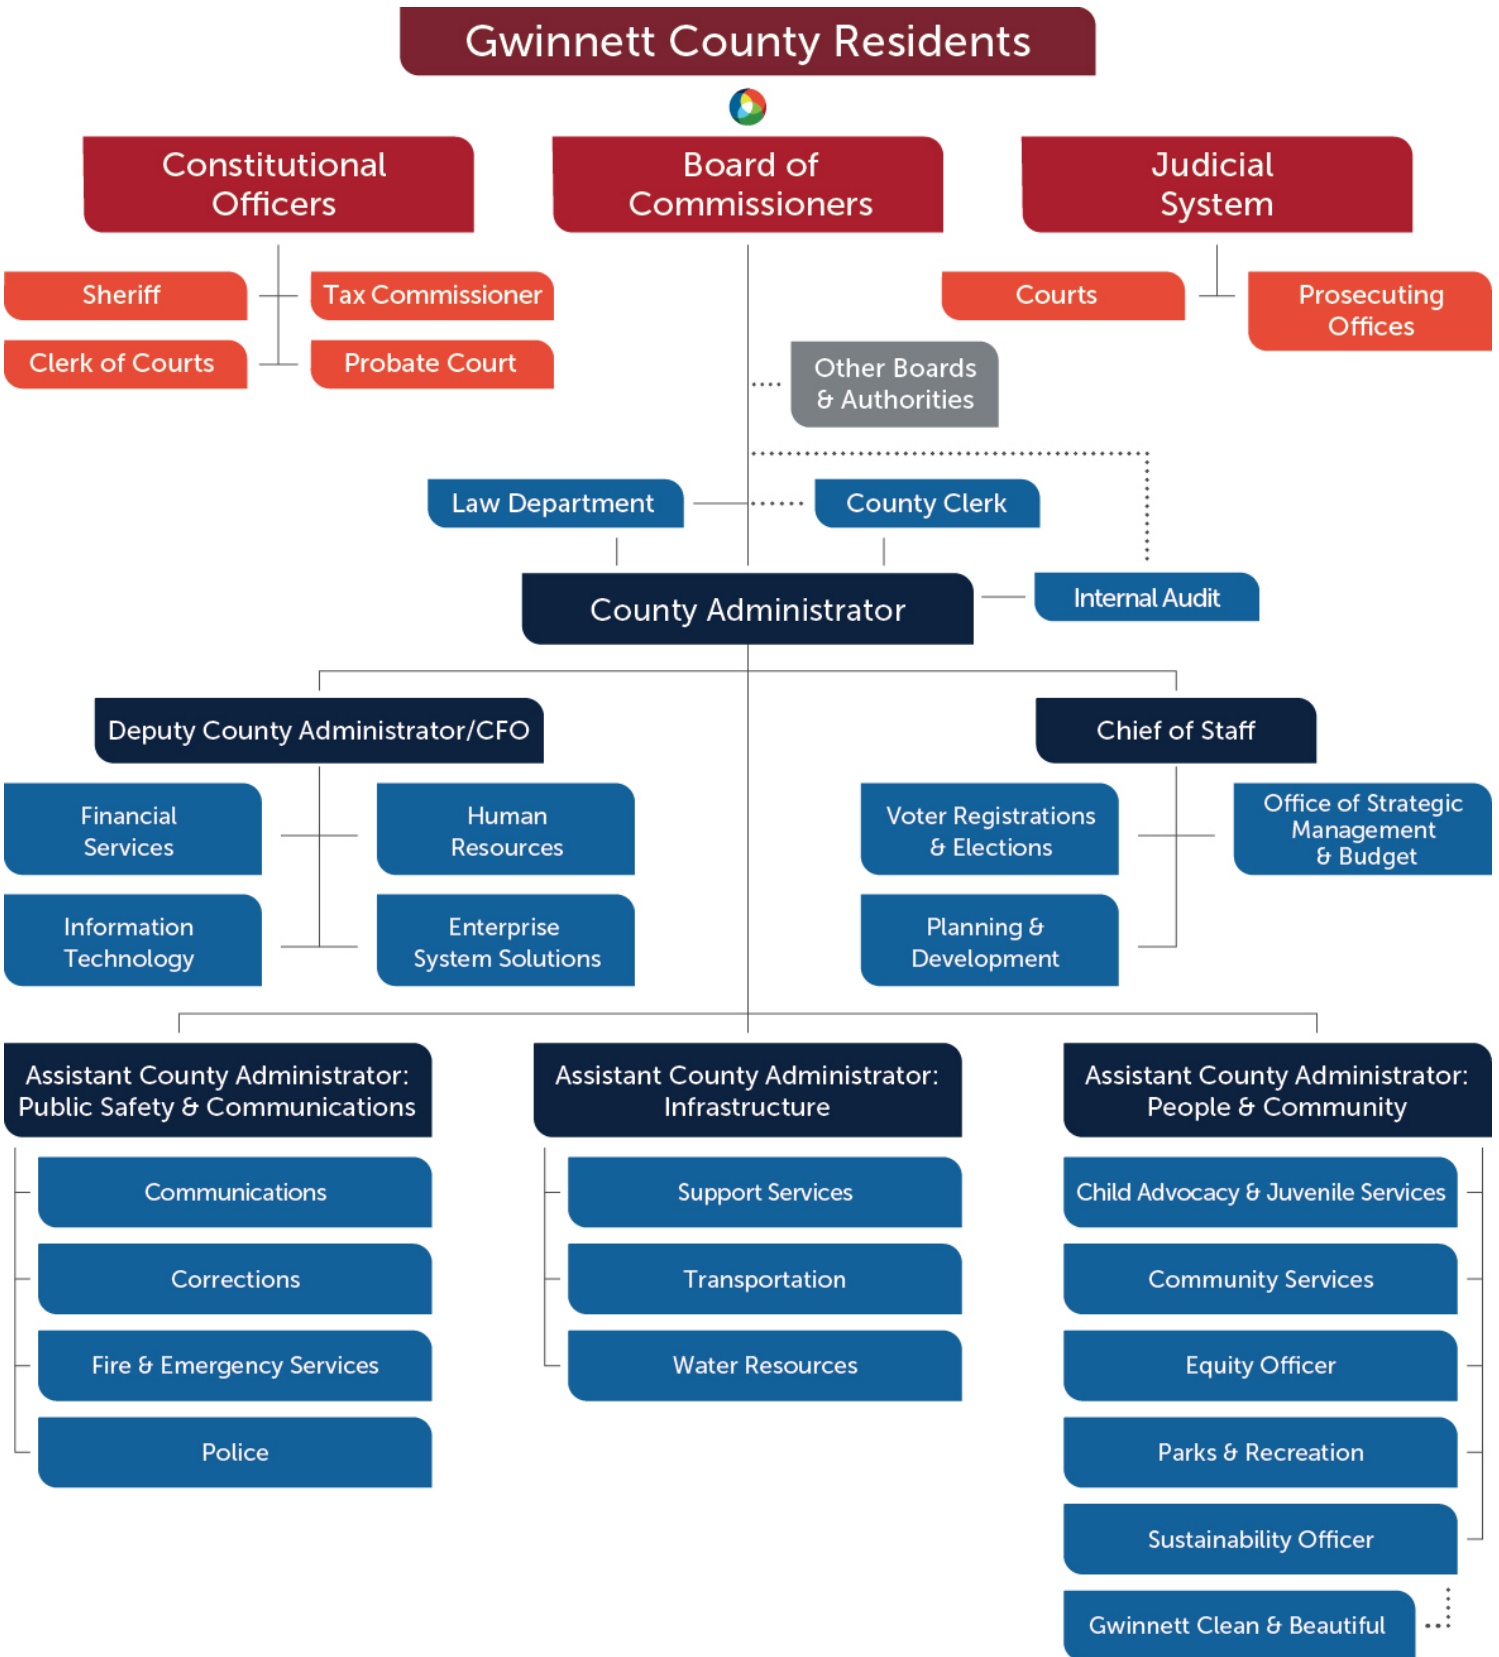 Gwinnett County Residents
Constitutional
Officers
Board of
Commissioners
Judicial
System
Sheriff
Tax Commissioner
Clerk of Courts
Probate Court
Courts
Prosecuting
Offices
Other Boards
& Authorities
Law Department
County Clerk
County Administrator
Internal Audit
Deputy County Administrator/CFO
Chief of Staff
Financial
Services
Human
Resources
Information
Technology
Enterprise
System Solutions
Voter Registrations
& Elections
Office of Strategic
Management
& Budget
Planning &
Development
Assistant County Administrator:
Public Safety & Communications
Communications
Corrections
Fire & Emergency Services
Police
Assistant County Administrator:
Infrastructure
Support Services
Transportation
Water Resources
Assistant County Administrator:
People & Community
Child Advocacy & Juvenile Services
Community Services
Equity Officer
Parks & Recreation
Sustainability Officer
Gwinnett Clean & Beautiful